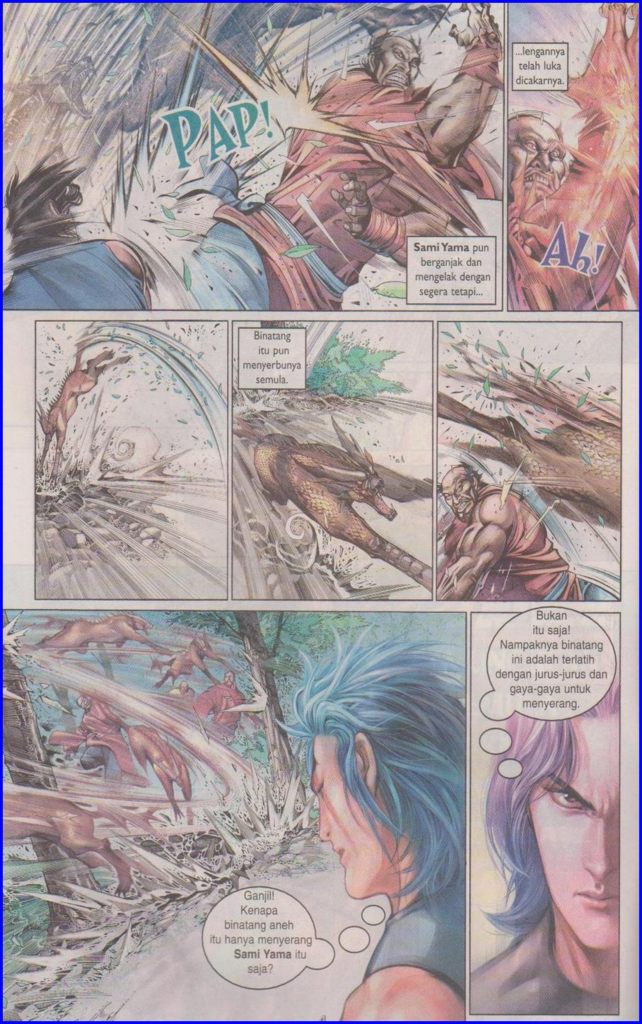 PAP!
Sami Yama pun
berganjak dan
mengelak dengan
segera tetapi...
...lengannya
telah luka
dicakarnya.
Ah!
Binatang
itu pun
menyerbunya
semula.
Ganjil!
Kenapa
binatang aneh
itu hanya menyerang
Sami Yama itu
saja?
Bukan
itu saja!
Nampaknya binatang
ini adalah terlatih
dengan jurus-jurus dan
gaya-gaya untuk
menyerang.